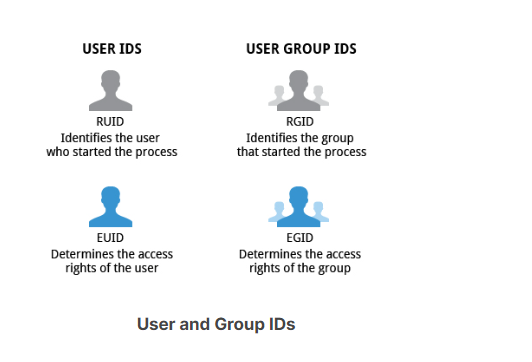 USER IDS
RUID
Identifies the user
who started the process
EUID
Determines the access
rights of the user
USER GROUP IDS
RGID
Identifies the group
that started the process
EGID
Determines the access
rights of the group
User and Group IDs